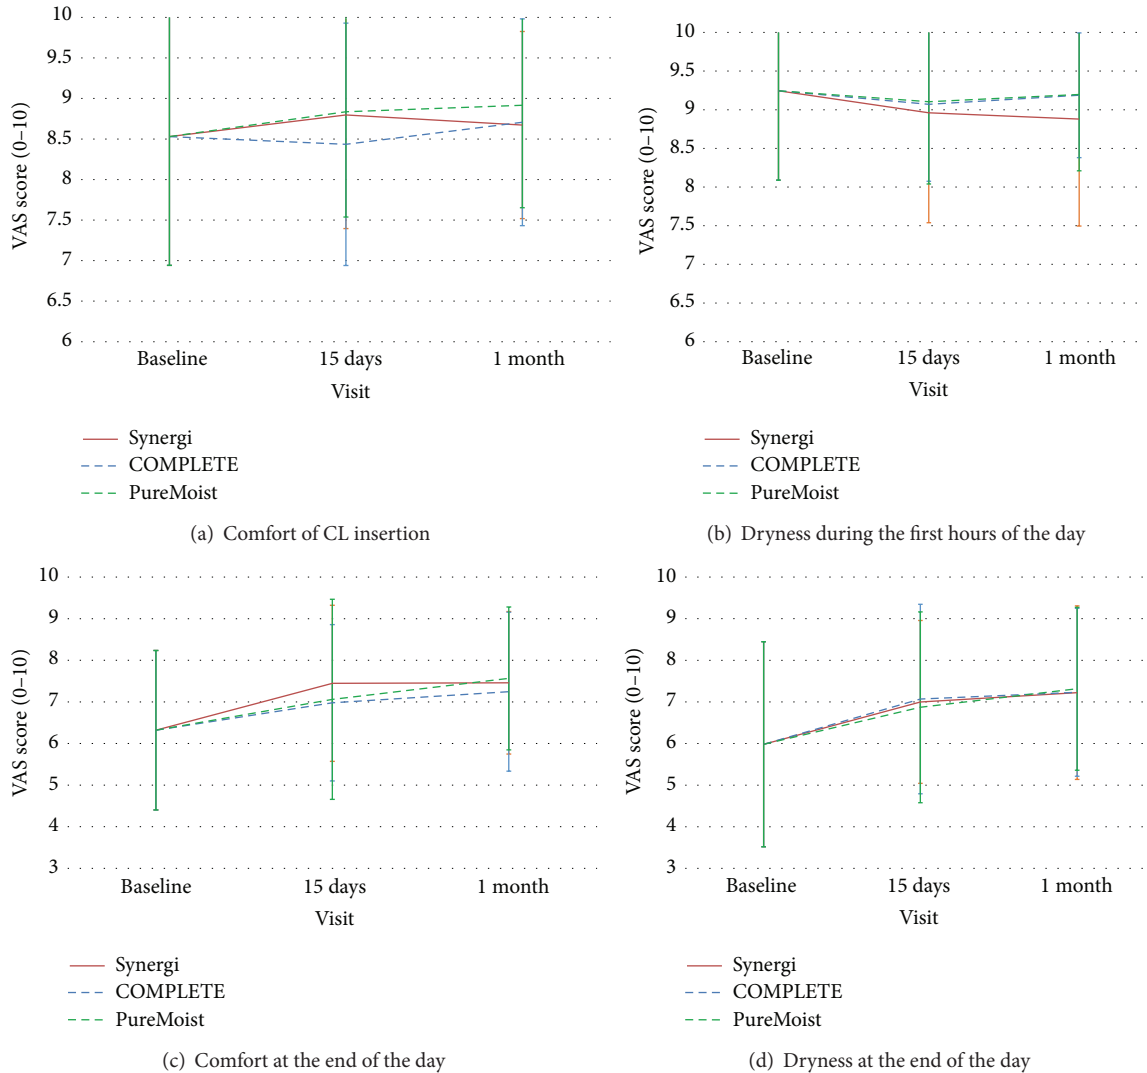 10
9.5
9
8.5
8
7.5
7
6.5
6
VAS score (0–10)
Baseline 15 days 1 month
Visit
Synergi
COMPLETE
PureMoist
(a) Comfort of CL insertion
10
9.5
9
8.5
8
7.5
7
6.5
6
VAS score (0–10)
Baseline 15 days 1 month
Visit
Synergi
COMPLETE
PureMoist
(b) Dryness during the first hours of the day
10
9
8
7
6
5
4
3
VAS score (0–10)
Baseline 15 days 1 month
Visit
Synergi
COMPLETE
PureMoist
(c) Comfort at the end of the day
10
9
8
7
6
5
4
3
VAS score (0–10)
Baseline 15 days 1 month
Visit
Synergi
COMPLETE
PureMoist
(d) Dryness at the end of the day